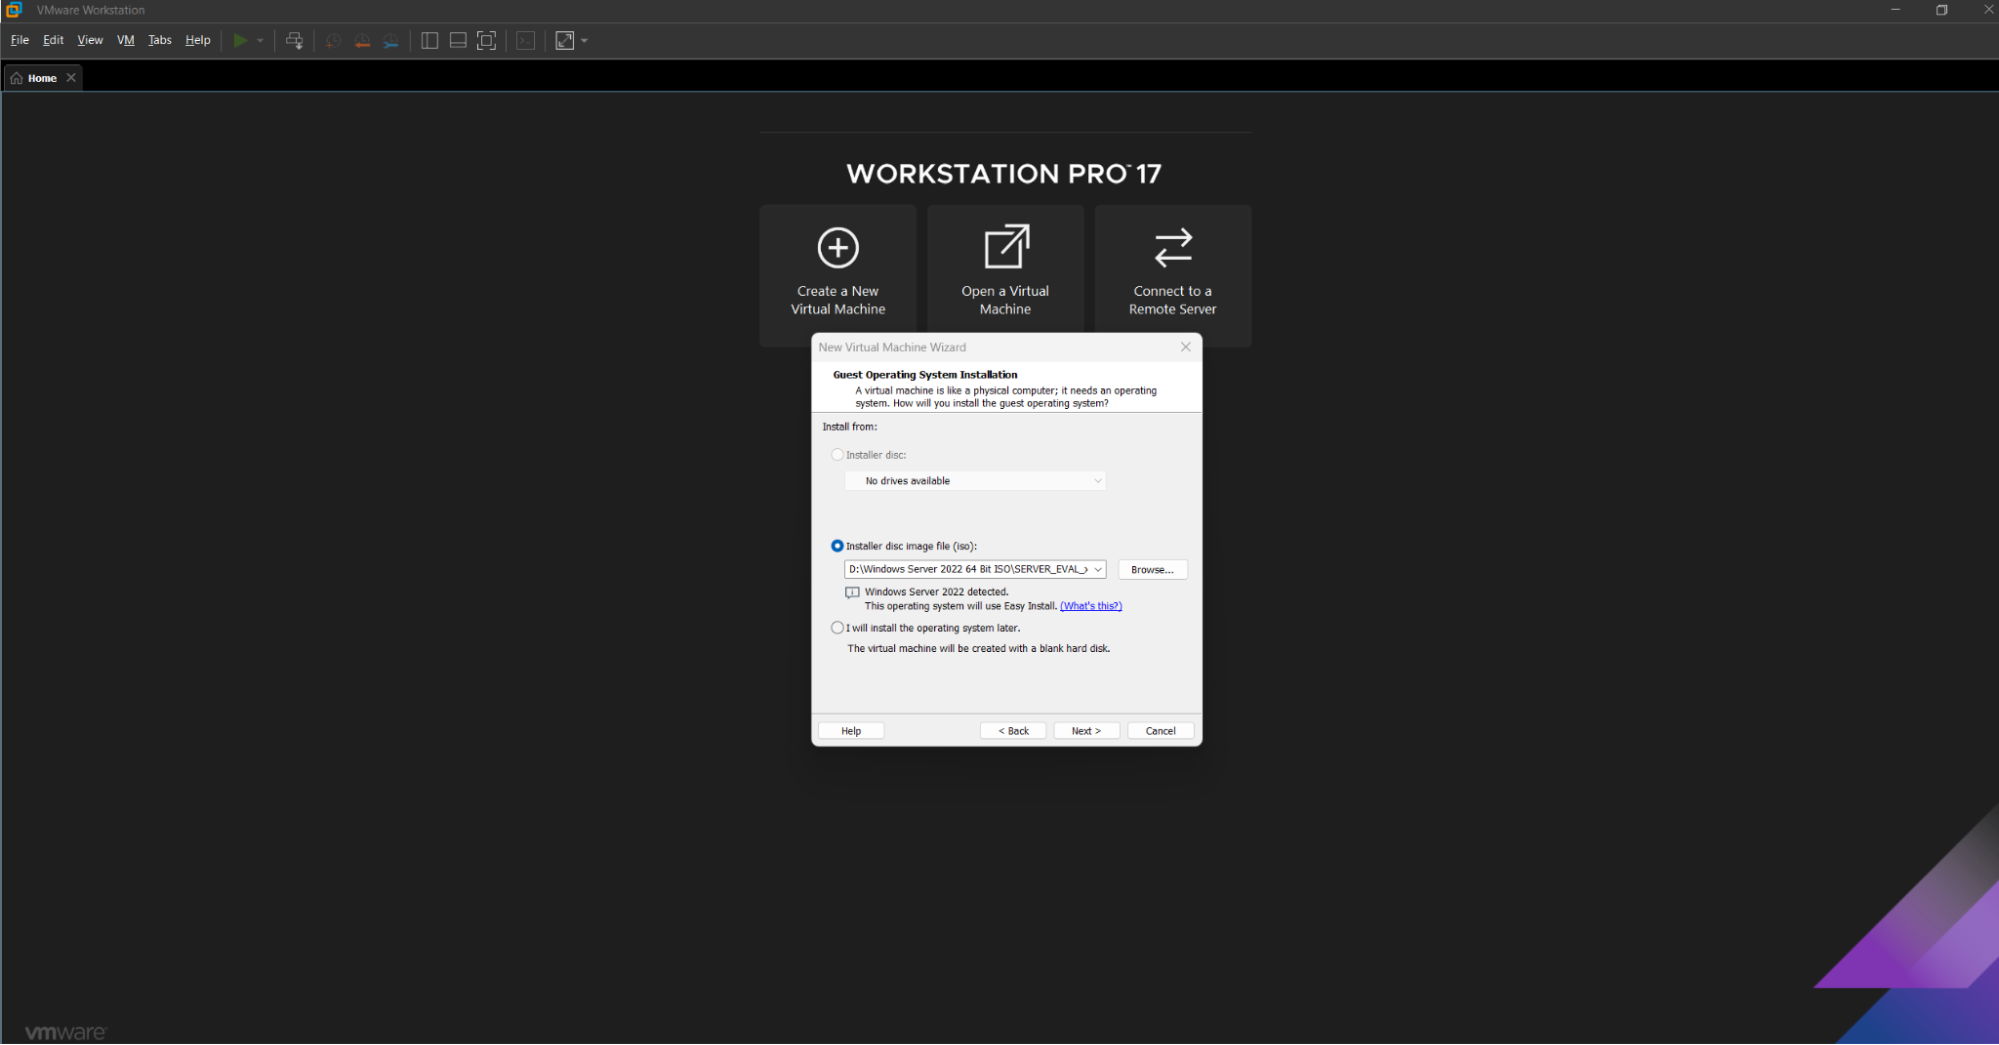 VMware Workstation
File Edit View VM Tabs Help
Home
WORKSTATION PRO™ 17
Create a New
Virtual Machine
Open a Virtual
Machine
Connect to a
Remote Server
New Virtual Machine Wizard
Guest Operating System Installation
A virtual machine is like a physical computer; it needs an operating
system. How will you install the guest operating system?
Install from:
Installer disc:
No drives available
Installer disc image file (iso):
D:\Windows Server 2022 64 Bit ISO\SERVER_EVAL_x
Browse...
Windows Server 2022 detected.
This operating system will use Easy Install. (What's this?)
I will install the operating system later.
The virtual machine will be created with a blank hard disk.
Help
< Back
Next >
Cancel
vmware